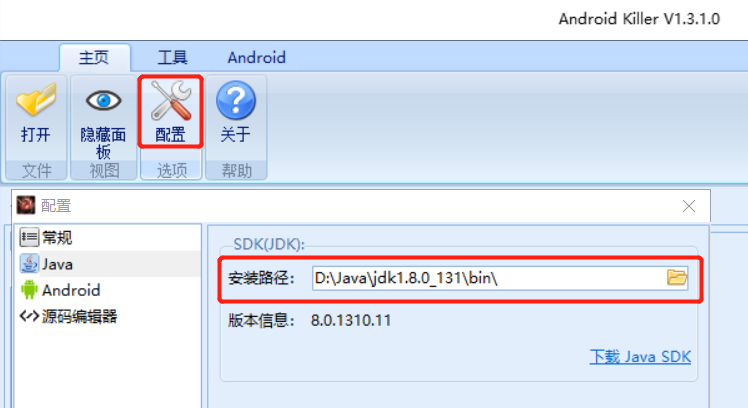 Android Killer V1.3.1.0
主页 工具 Android
打开 隐藏面板 配置 关于
文件 视图 选项 帮助
配置
常规
Java
Android
源码编辑器
SDK(JDK):
安装路径： D:\Java\jdk1.8.0_131\bin\
版本信息： 8.0.1310.11
下载 Java SDK